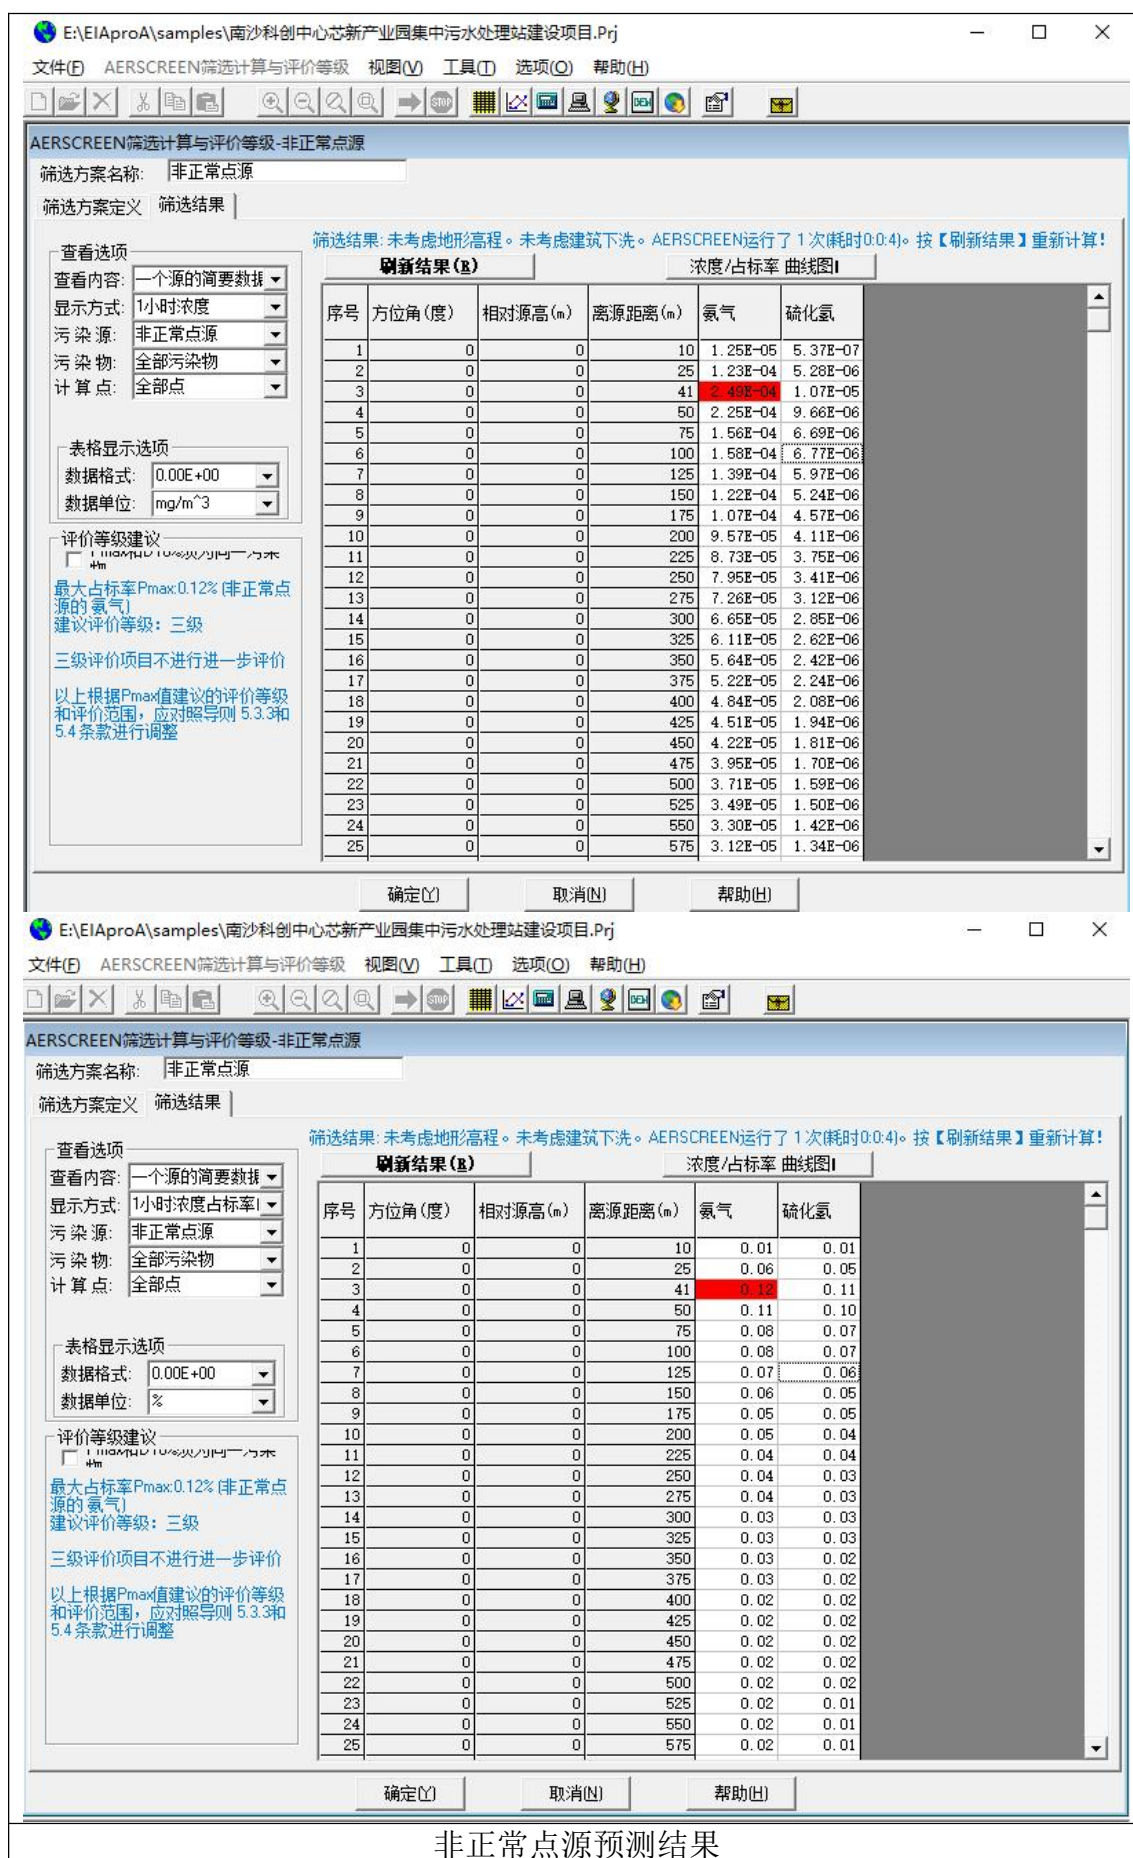 E:\EIAproA\samples\南沙科创中心芯新产业园集中污水处理站建设项目.Prj
文件(F) AERSCREEN筛选计算与评价等级 视图(V) 工具(T) 选项(O) 帮助(H)
AERSCREEN筛选计算与评价等级-非正常点源
筛选方案名称: 非正常点源
筛选方案定义 筛选结果
筛选结果: 未考虑地形高程。未考虑建筑下洗。AERSCREEN运行了 1 次(耗时0:0:4)。按【刷新结果】重新计算!
查看选项
查看内容: 一个源的简要数据
显示方式: 1小时浓度
污 染 源: 非正常点源
污 染 物: 全部污染物
计 算 点: 全部点
表格显示选项
数据格式: 0.00E+00
数据单位: mg/m^3
评价等级建议
最大占标率Pmax:0.12% (非正常点
源的 氨气)
建议评价等级: 三级
三级评价项目不进行进一步评价
以上根据Pmax值建议的评价等级
和评价范围，应对照导则 5.3.3和
5.4 条款进行调整
刷新结果(R) 浓度/占标率 曲线图
序号 方位角(度) 相对源高(m) 离源距离(m) 氨气 硫化氢
1 0 0 10 1.25E-05 5.37E-07
2 0 0 25 1.23E-04 5.28E-06
3 0 0 41 2.49E-04 1.07E-05
4 0 0 50 2.25E-04 9.66E-06
5 0 0 75 1.56E-04 6.69E-06
6 0 0 100 1.58E-04 6.77E-06
7 0 0 125 1.39E-04 5.97E-06
8 0 0 150 1.22E-04 5.24E-06
9 0 0 175 1.07E-04 4.57E-06
10 0 0 200 9.57E-05 4.11E-06
11 0 0 225 8.73E-05 3.75E-06
12 0 0 250 7.95E-05 3.41E-06
13 0 0 275 7.26E-05 3.12E-06
14 0 0 300 6.65E-05 2.85E-06
15 0 0 325 6.11E-05 2.62E-06
16 0 0 350 5.64E-05 2.42E-06
17 0 0 375 5.22E-05 2.24E-06
18 0 0 400 4.84E-05 2.08E-06
19 0 0 425 4.51E-05 1.94E-06
20 0 0 450 4.22E-05 1.81E-06
21 0 0 475 3.95E-05 1.70E-06
22 0 0 500 3.71E-05 1.59E-06
23 0 0 525 3.49E-05 1.50E-06
24 0 0 550 3.30E-05 1.42E-06
25 0 0 575 3.12E-05 1.34E-06
确定(Y) 取消(N) 帮助(H)
E:\EIAproA\samples\南沙科创中心芯新产业园集中污水处理站建设项目.Prj
文件(F) AERSCREEN筛选计算与评价等级 视图(V) 工具(T) 选项(O) 帮助(H)
AERSCREEN筛选计算与评价等级-非正常点源
筛选方案名称: 非正常点源
筛选方案定义 筛选结果
筛选结果: 未考虑地形高程。未考虑建筑下洗。AERSCREEN运行了 1 次(耗时0:0:4)。按【刷新结果】重新计算!
查看选项
查看内容: 一个源的简要数据
显示方式: 1小时浓度占标率
污 染 源: 非正常点源
污 染 物: 全部污染物
计 算 点: 全部点
表格显示选项
数据格式: 0.00E+00
数据单位: %
评价等级建议
最大占标率Pmax:0.12% (非正常点
源的 氨气)
建议评价等级: 三级
三级评价项目不进行进一步评价
以上根据Pmax值建议的评价等级
和评价范围，应对照导则 5.3.3和
5.4 条款进行调整
刷新结果(R) 浓度/占标率 曲线图
序号 方位角(度) 相对源高(m) 离源距离(m) 氨气 硫化氢
1 0 0 10 0.01 0.01
2 0 0 25 0.06 0.05
3 0 0 41 0.12 0.11
4 0 0 50 0.11 0.10
5 0 0 75 0.08 0.07
6 0 0 100 0.08 0.07
7 0 0 125 0.07 0.06
8 0 0 150 0.06 0.05
9 0 0 175 0.05 0.05
10 0 0 200 0.05 0.04
11 0 0 225 0.04 0.04
12 0 0 250 0.04 0.03
13 0 0 275 0.04 0.03
14 0 0 300 0.03 0.03
15 0 0 325 0.03 0.03
16 0 0 350 0.03 0.02
17 0 0 375 0.03 0.02
18 0 0 400 0.02 0.02
19 0 0 425 0.02 0.02
20 0 0 450 0.02 0.02
21 0 0 475 0.02 0.02
22 0 0 500 0.02 0.02
23 0 0 525 0.02 0.01
24 0 0 550 0.02 0.01
25 0 0 575 0.02 0.01
确定(Y) 取消(N) 帮助(H)
非正常点源预测结果